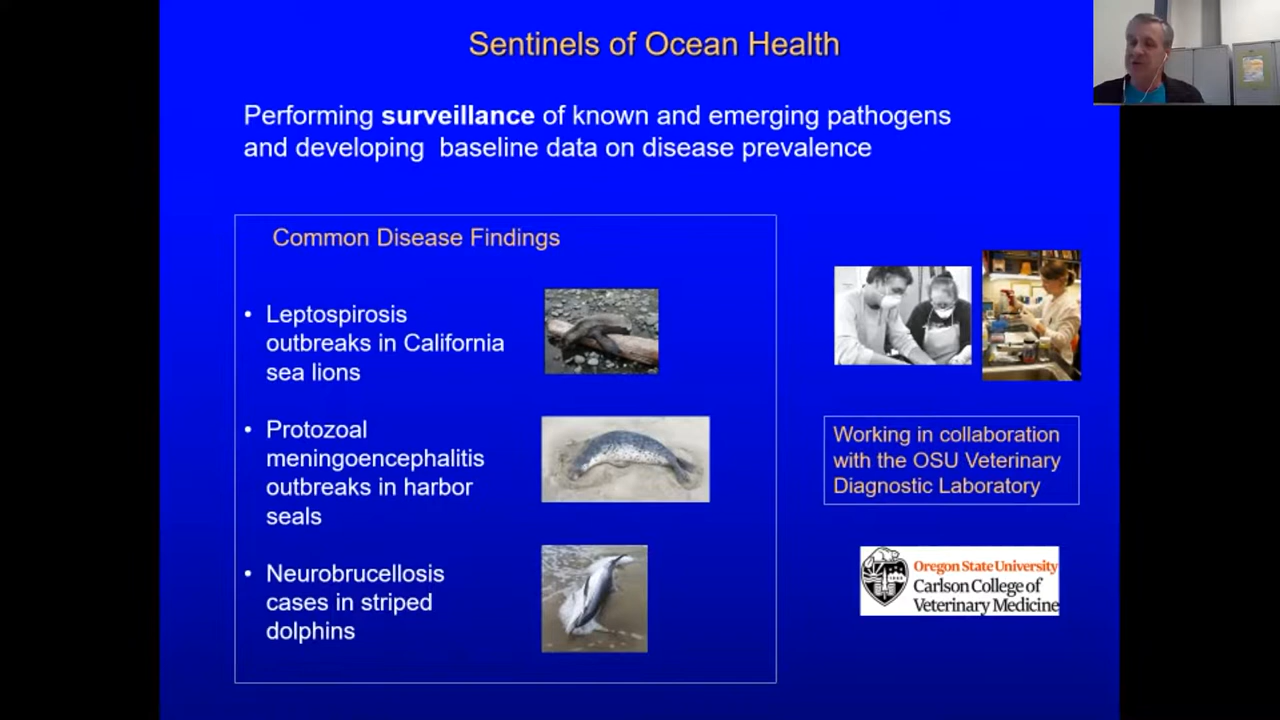 Sentinels of Ocean Health
Performing surveillance of known and emerging pathogens
and developing baseline data on disease prevalence
Common Disease Findings
• Leptospirosis
outbreaks in California
sea lions
• Protozoal
meningoencephalitis
outbreaks in harbor
seals
• Neurobrucellosis
cases in striped
dolphins
Working in collaboration
with the OSU Veterinary
Diagnostic Laboratory
Oregon State University
Carlson College of
Veterinary Medicine